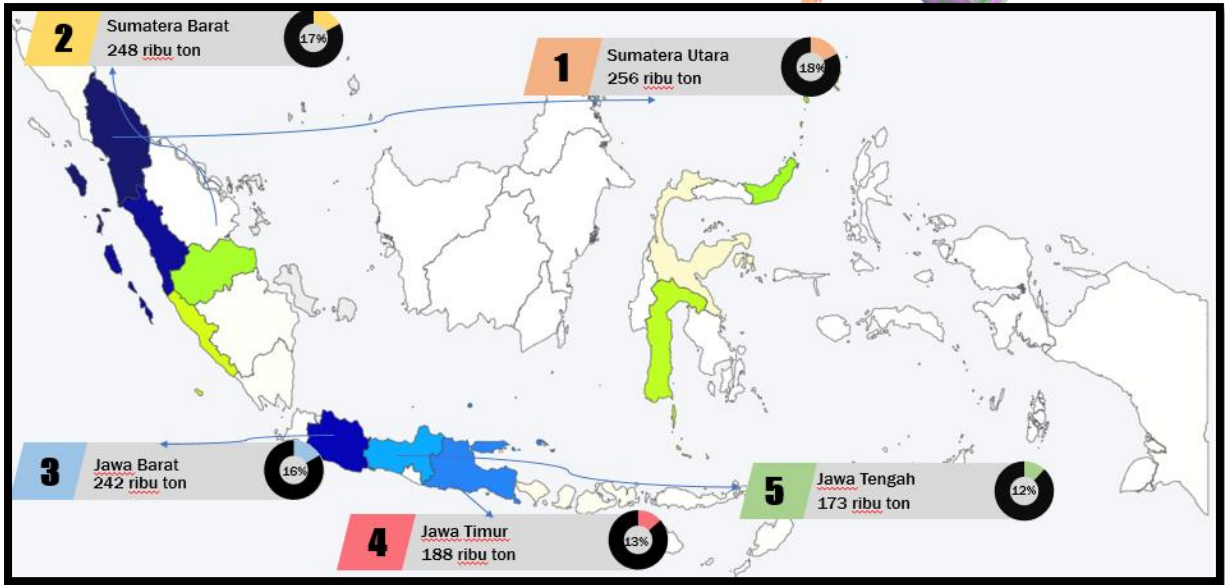 2
Sumatera Barat
248 ribu ton
17%
1
Sumatera Utara
256 ribu ton
18%
3
Jawa Barat
242 ribu ton
16%
4
Jawa Timur
188 ribu ton
13%
5
Jawa Tengah
173 ribu ton
12%